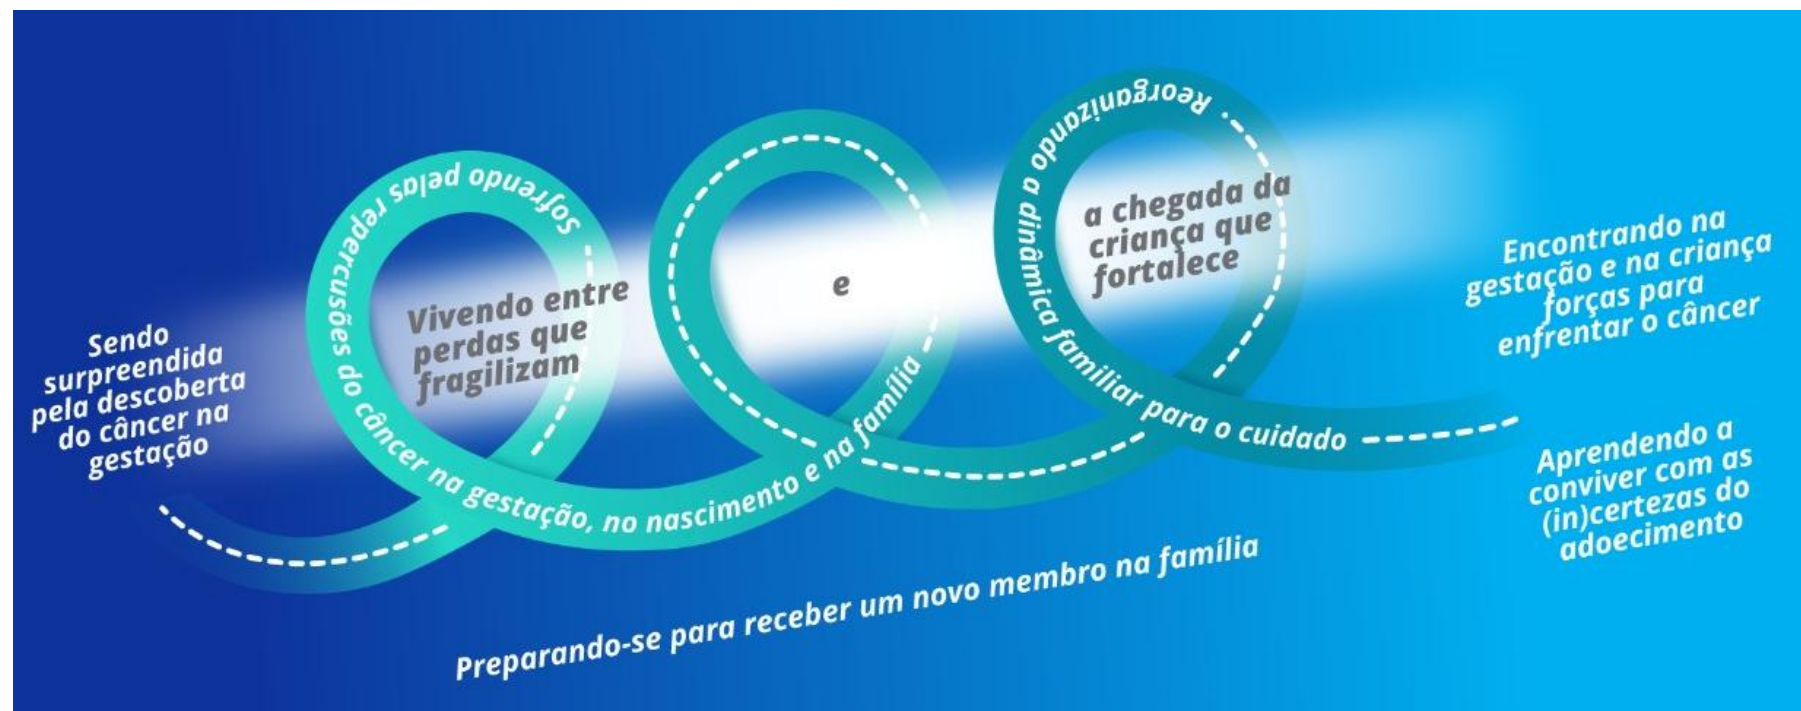 Sendo
surpreendida
pela descoberta
do câncer na
gestação
Sofrendo pelas repercusões do câncer na gestação, no nascimento e na família
Vivendo entre
perdas que
fragilizam
e
a chegada da
criança que
fortalece
Reorganizando a dinâmica familiar para o cuidado
Preparando-se para receber um novo membro na família
Encontrando na
gestação e na criança
forças para
enfrentar o câncer
Aprendendo a
conviver com as
(in)certezas do
adoecimento